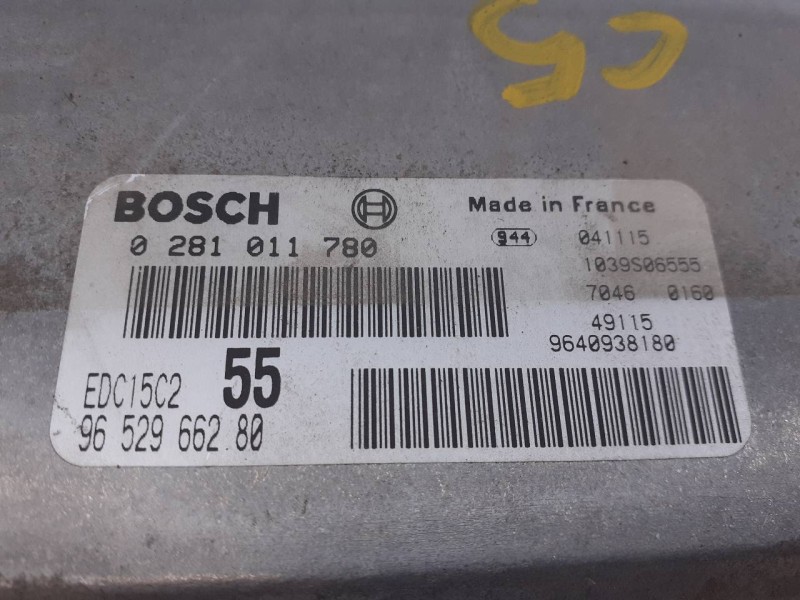 C5
BOSCH
Made in France
0 281 011 780
944 041115
1039S06555
7046 0160
49115
9640938180
EDC15C2 55
96 529 662 80